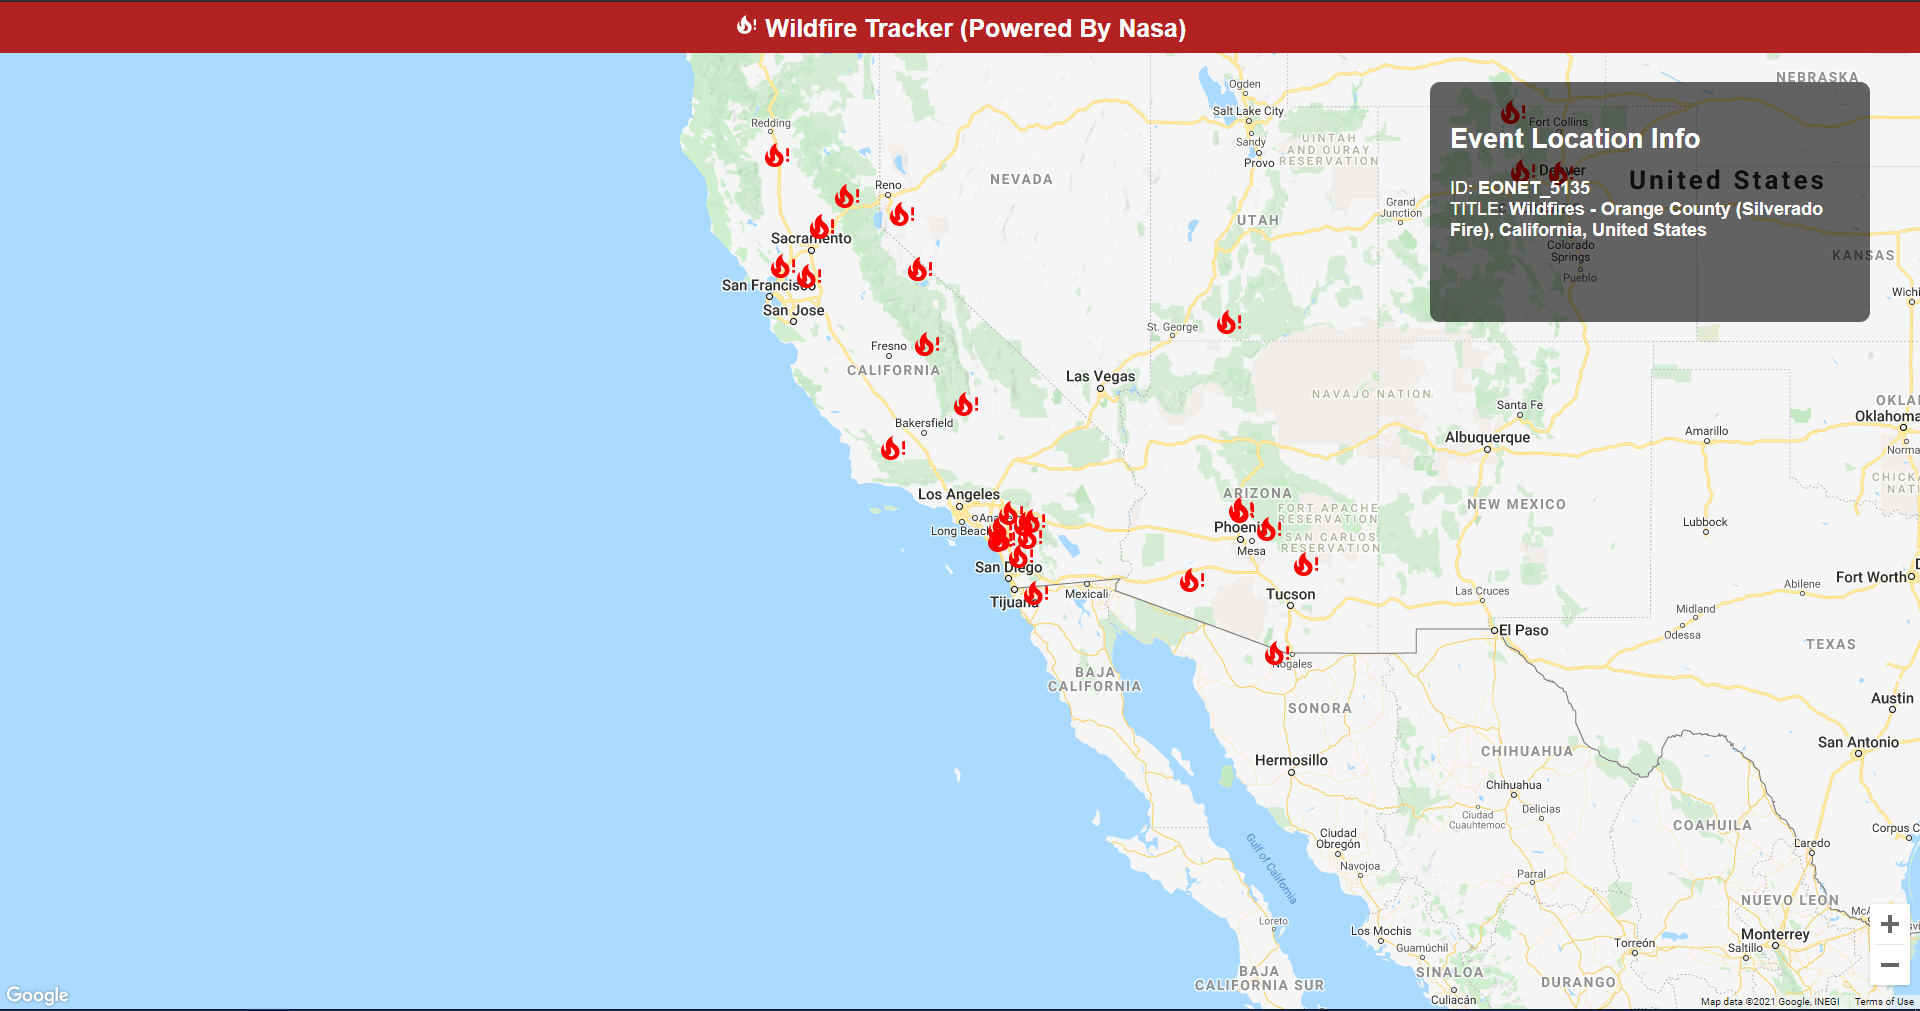 Wildfire Tracker (Powered By Nasa)
Event Location Info
ID: EONET_5135
TITLE: Wildfires - Orange County (Silverado
Fire), California, United States
NEBRASKA
Ogden
Salt Lake City
Sandy
Provo
UINTAH
AND OURAY
RESERVATION
Fort Collins
Denver
United States
Redding
Reno
NEVADA
UTAH
Grand
Junction
Colorado
Springs
Pueblo
KANSAS
Wichi
Sacramento
San Francisco
San Jose
St. George
Fresno
CALIFORNIA
Las Vegas
NAVAJO NATION
Santa Fe
OKLA
Oklahoma
Norma
Amarillo
Albuquerque
Bakersfield
CHICKA
NATI
Los Angeles
Long Beach
ARIZONA
FORT APACHE
RESERVATION
NEW MEXICO
Phoenix
Mesa
SAN CARLOS
RESERVATION
Lubbock
San Diego
Tijuana
Mexicali
Tucson
Las Cruces
Abilene
Fort Worth
Midland
Odessa
El Paso
TEXAS
Nogales
BAJA
CALIFORNIA
SONORA
Austin
San Antonio
CHIHUAHUA
Hermosillo
Chihuahua
Delicias
Ciudad
Cuauhtemoc
COAHUILA
Corpus C
Ciudad
Obregón
Laredo
Navojoa
Gulf of California
Parral
NUEVO LEON
McA
Loreto
Los Mochis
Guamúchil
Torreón
Monterrey
Saltillo
BAJA
CALIFORNIA SUR
SINALOA
Culiacán
DURANGO
Google
Map data ©2021 Google, INEGI
Terms of Use